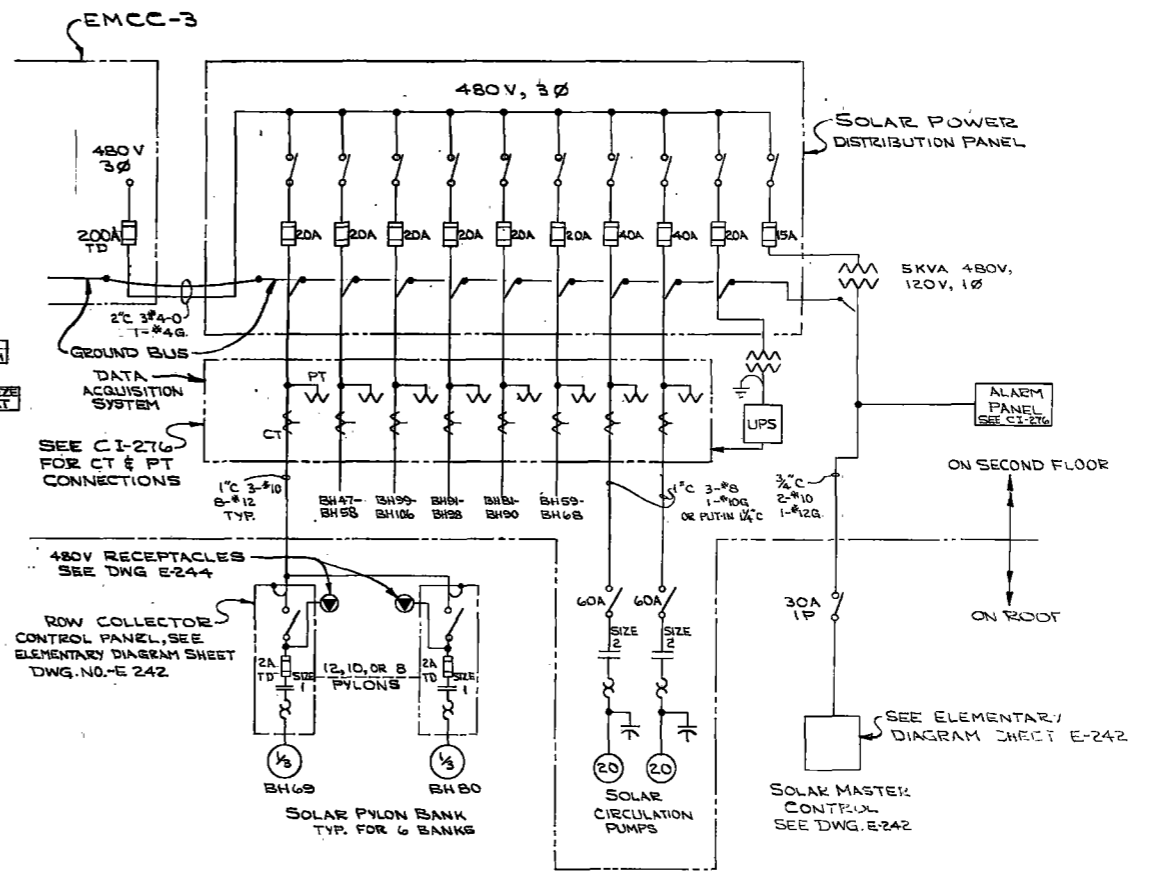 EMCC-3
480V, 3Ø
SOLAR POWER
DISTRIBUTION PANEL
480V
3Ø
200A
TD
20A
20A
20A
20A
20A
20A
40A
40A
20A
15A
5KVA 480V,
120V, 1Ø
2"C 3#4-0
1-#4G.
GROUND BUS
DATA
ACQUISITION
SYSTEM
PT
CT
UPS
ALARM
PANEL
SEE CI-276
SEE CI-276
FOR CT & PT
CONNECTIONS
ON SECOND FLOOR
1"C 3-#10
8-#12
TYP.
BH47-
BH58
BH99-
BH106
BH91-
BH98
BH81-
BH90
BH59-
BH68
1"C 3-#8
1-#10G
OR PUT-IN 1¼"C
¾"C
2-#10
1-#12G.
480V RECEPTACLES
SEE DWG E-244
ROW COLLECTOR
CONTROL PANEL, SEE
ELEMENTARY DIAGRAM SHEET
DWG. NO.-E 242
60A
60A
30A
1P
ON ROOF
SIZE
2
SIZE
2
2A
TD
SIZE
1
12, 10, OR 8
PYLONS
2A
TD
SIZE
1
SEE ELEMENTARY
DIAGRAM SHEET E-242
1/3
1/3
20
20
BH69
BH80
SOLAR PYLON BANK
TYP. FOR 6 BANKS
SOLAR
CIRCULATION
PUMPS
SOLAR MASTER
CONTROL
SEE DWG. E-242